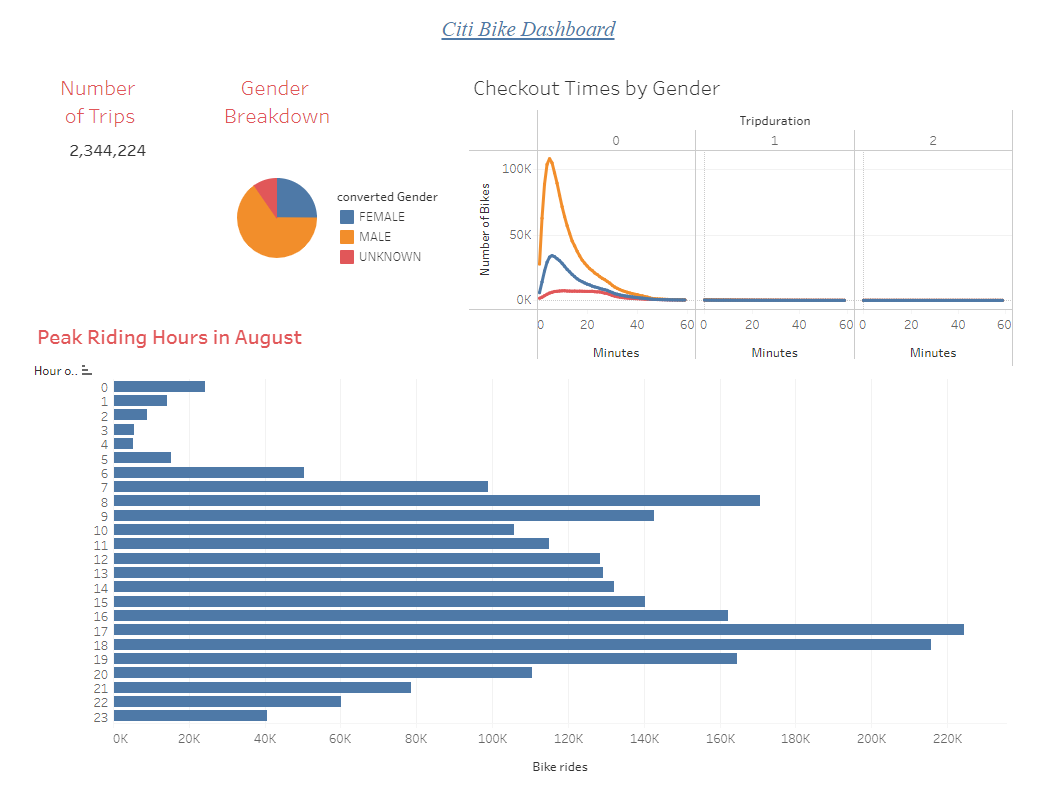 Citi Bike Dashboard
Number
of Trips
2,344,224
Gender
Breakdown
converted Gender
FEMALE
MALE
UNKNOWN
Checkout Times by Gender
Tripduration
0 1 2
Number of Bikes
100K
50K
0K
0 20 40 60 0 20 40 60 0 20 40 60
Minutes Minutes Minutes
Peak Riding Hours in August
Hour o..
0
1
2
3
4
5
6
7
8
9
10
11
12
13
14
15
16
17
18
19
20
21
22
23
0K 20K 40K 60K 80K 100K 120K 140K 160K 180K 200K 220K
Bike rides